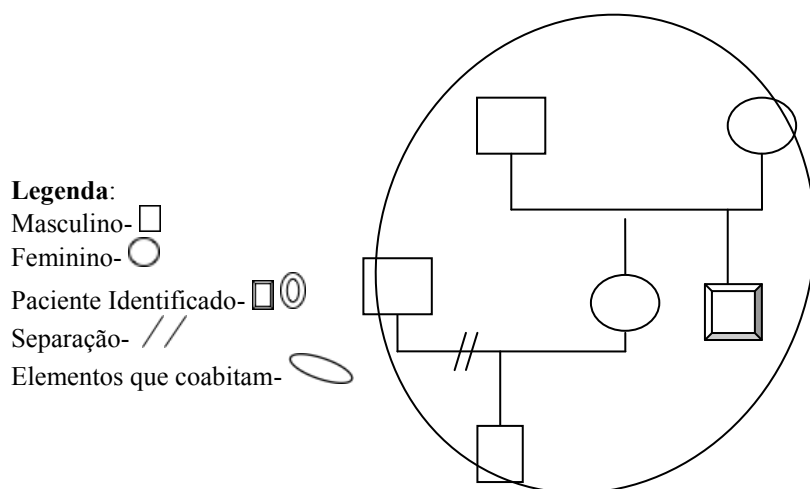 Legenda:
Masculino-
Feminino-
Paciente Identificado-
Separação-
Elementos que coabitam-